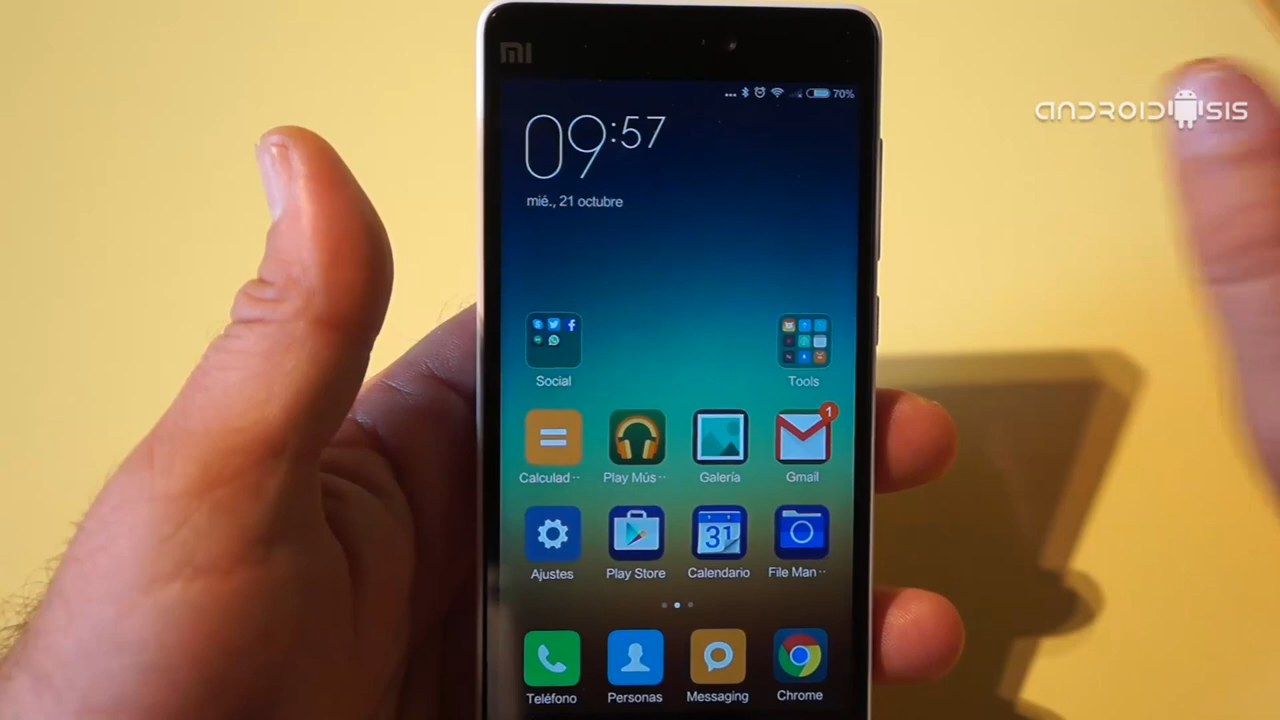 mi
ANDROIDSIS
70%
09:57
mié., 21 octubre
Social
Tools
1
Calculad··
Play Mús··
Galería
Gmail
31
Ajustes
Play Store
Calendario
File Man··
Teléfono
Personas
Messaging
Chrome